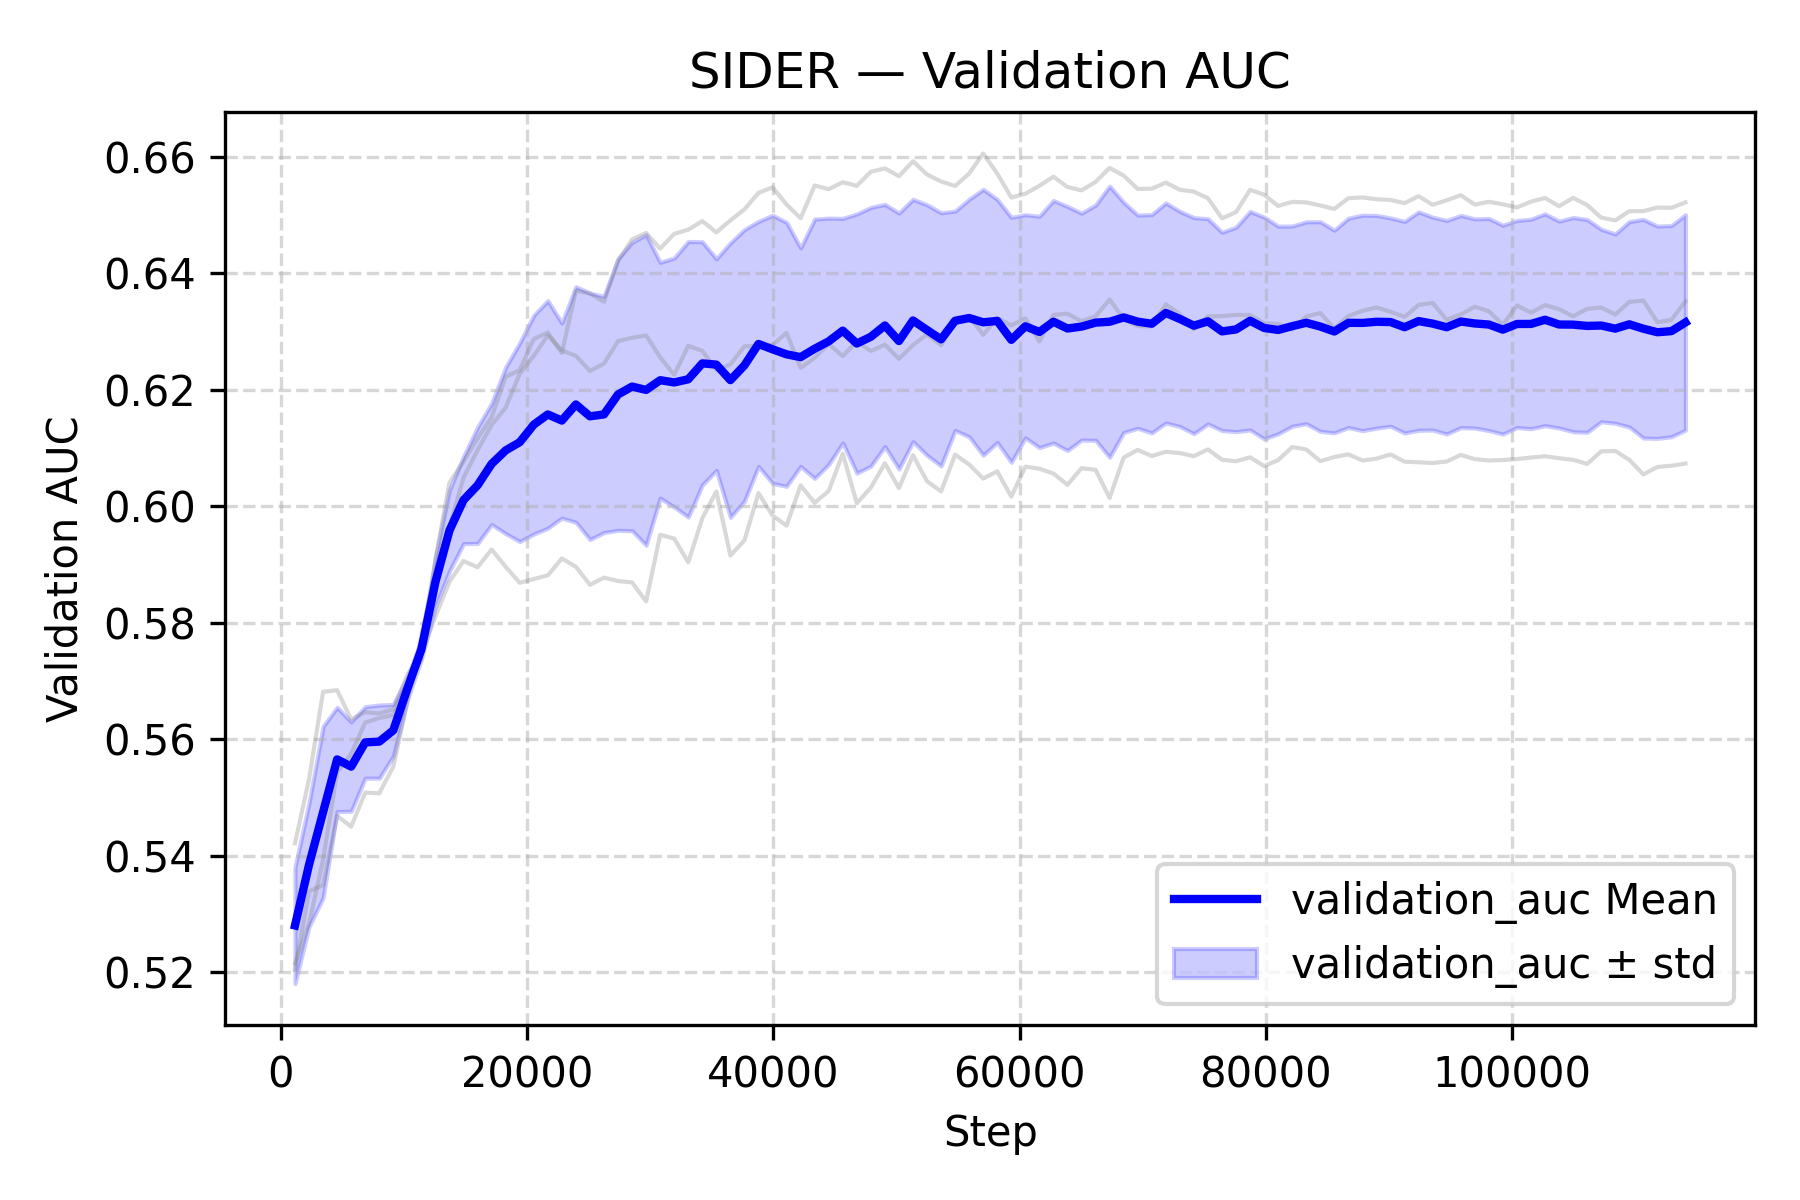 SIDER — Validation AUC
0.66
0.64
0.62
0.60
0.58
0.56
0.54
0.52
Validation AUC
validation_auc Mean
validation_auc ± std
0 20000 40000 60000 80000 100000
Step